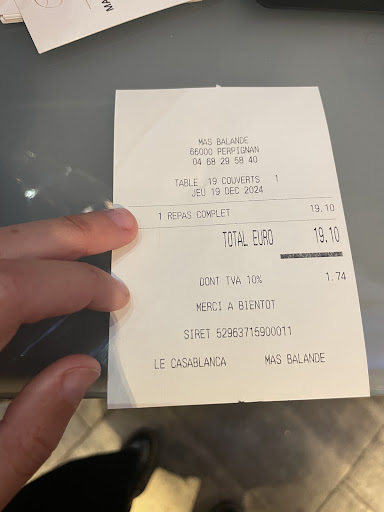 MA
MAS BALANDE
66000 PERPIGNAN
04 68 29 58 40
TABLE 19 COUVERTS 1
JEU 19 DEC 2024
1 REPAS COMPLET 19.10
TOTAL EURO 19.10
DONT TVA 10% 1.74
MERCI A BIENTOT
SIRET 52963715900011
LE CASABLANCA MAS BALANDE